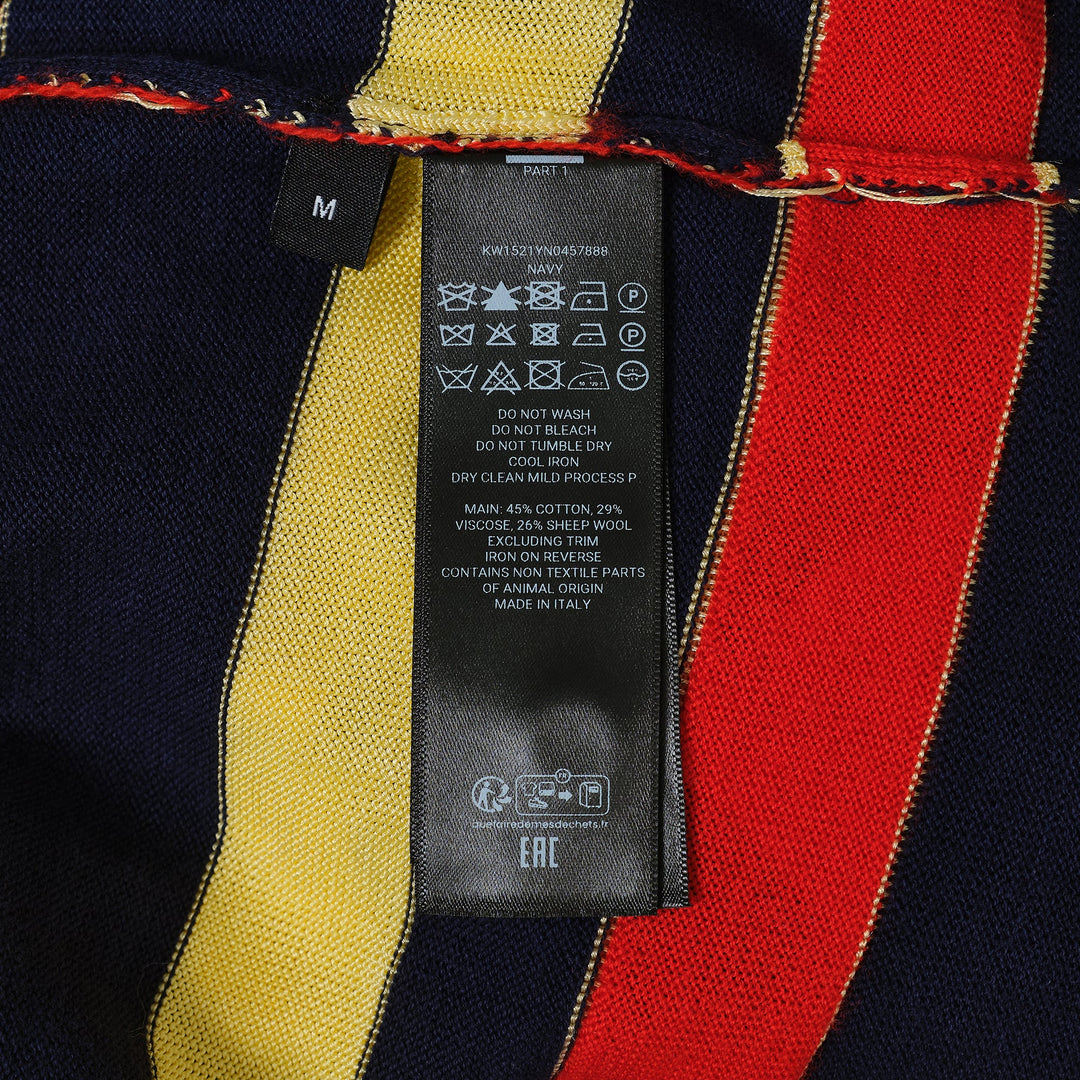 M
PART 1
KW1521YN0457888
NAVY
P
P
DO NOT WASH
DO NOT BLEACH
DO NOT TUMBLE DRY
COOL IRON
DRY CLEAN MILD PROCESS P
MAIN: 45% COTTON, 29%
VISCOSE, 26% SHEEP WOOL
EXCLUDING TRIM
IRON ON REVERSE
CONTAINS NON TEXTILE PARTS
OF ANIMAL ORIGIN
MADE IN ITALY
FR
quefairedemesdechets.fr
EAC